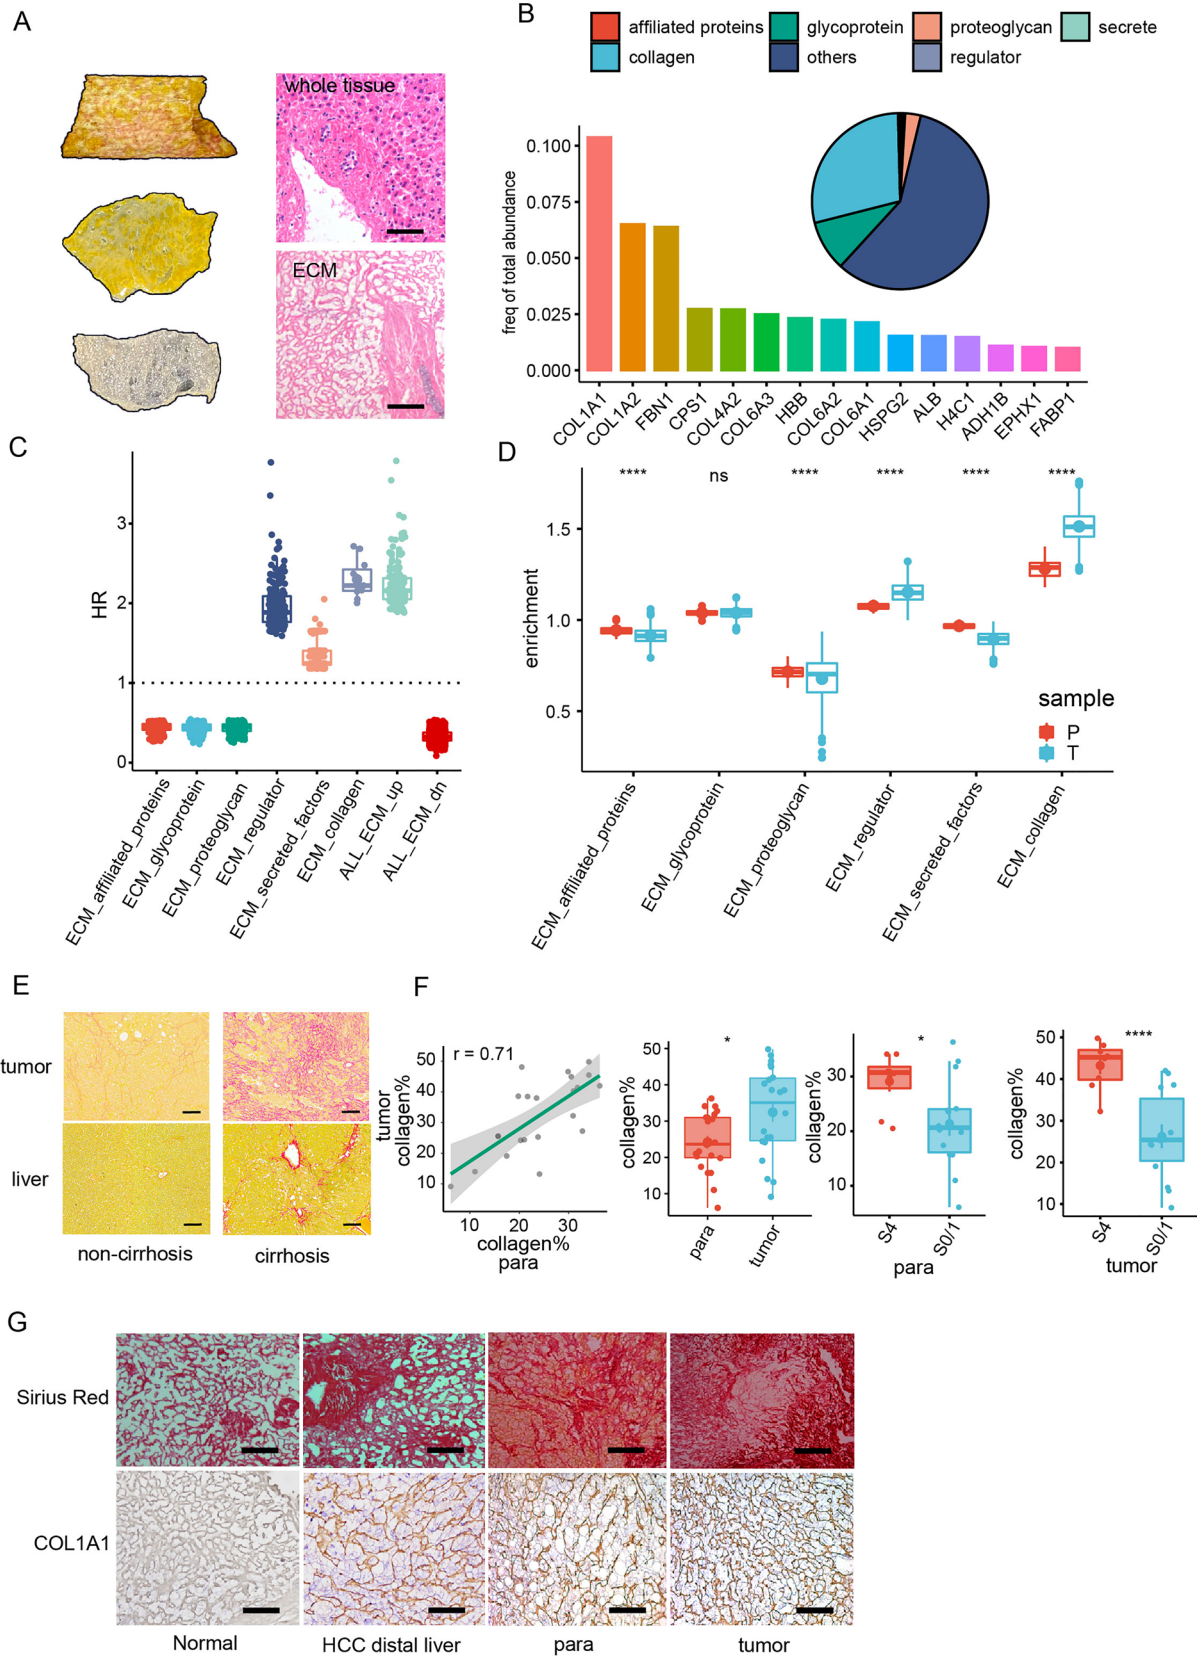 A
whole tissue
ECM
B
affiliated proteins
glycoprotein
proteoglycan
secrete
collagen
others
regulator
freq of total abundance
0.100
0.075
0.050
0.025
0.000
COL1A1
COL1A2
FBN1
CPS1
COL4A2
COL6A3
HBB
COL6A2
COL6A1
HSPG2
ALB
H4C1
ADH1B
EPHX1
FABP1
C
HR
3
2
1
0
ECM_affiliated_proteins
ECM_glycoprotein
ECM_proteoglycan
ECM_regulator
ECM_secreted_factors
ECM_collagen
ALL_ECM_up
ALL_ECM_dn
D
**** ns **** **** **** ****
enrichment
1.5
1.0
0.5
sample
P
T
ECM_affiliated_proteins
ECM_glycoprotein
ECM_proteoglycan
ECM_regulator
ECM_secreted_factors
ECM_collagen
E
tumor
liver
non-cirrhosis
cirrhosis
F
r = 0.71
tumor
collagen%
50
40
30
20
10
10 20 30
collagen%
para
*
collagen%
50
40
30
20
10
para
tumor
*
collagen%
30
20
10
S4
S0/1
para
****
collagen%
50
40
30
20
10
S4
S0/1
tumor
G
Sirius Red
COL1A1
Normal
HCC distal liver
para
tumor